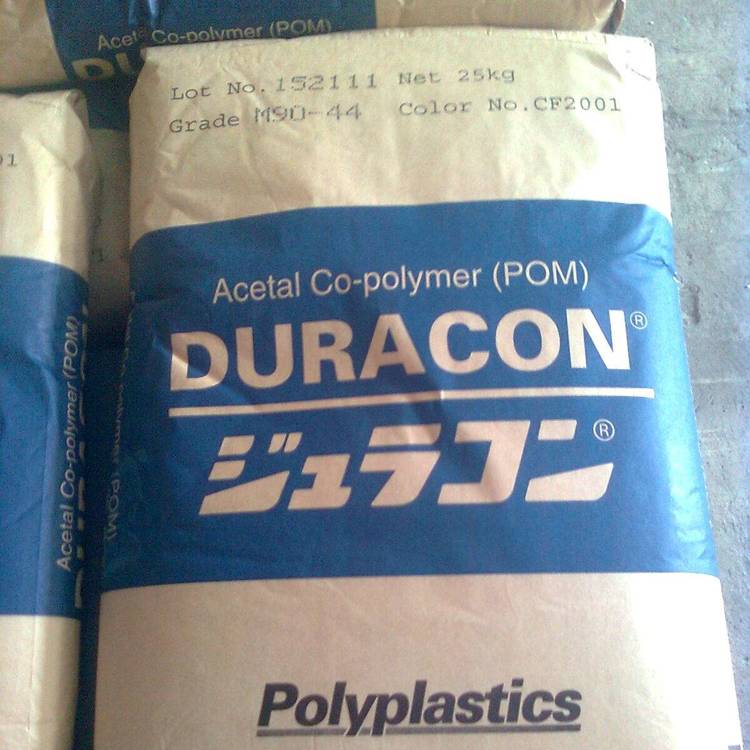 Acetal Co-polymer (POM)
DURACON
Lot No.152111 Net 25kg
Grade M90-44 Color No.CF2001
Acetal Co-polymer (POM)
DURACON®
ジュラコン®
Polyplastics
Acetal Co-polymer (POM)